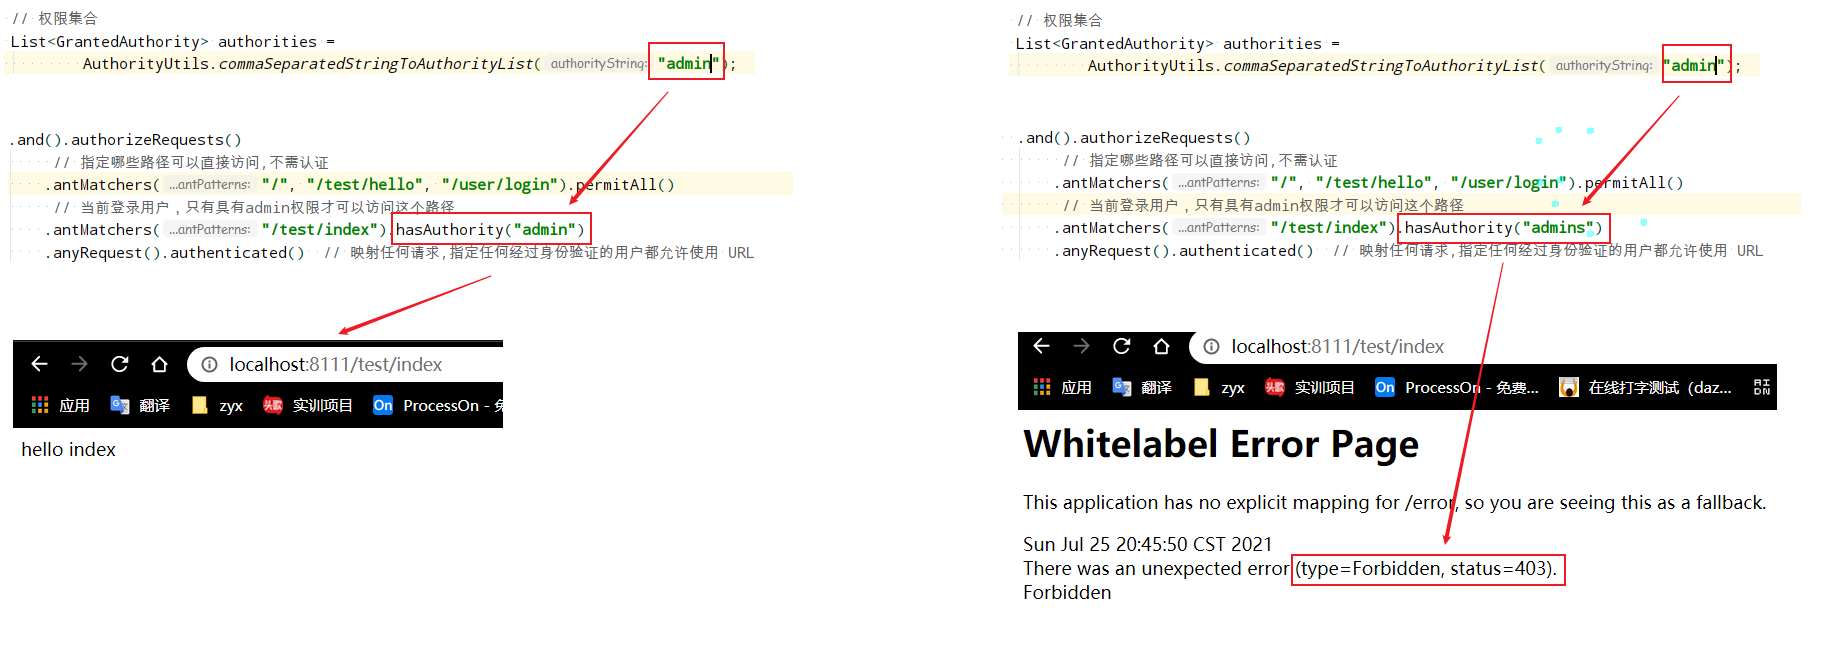 // 权限集合
List<GrantedAuthority> authorities =
AuthorityUtils.commaSeparatedStringToAuthorityList( authorityString: "admin");
.and().authorizeRequests()
// 指定哪些路径可以直接访问,不需认证
.antMatchers( ...antPatterns: "/", "/test/hello", "/user/login").permitAll()
// 当前登录用户，只有具有admin权限才可以访问这个路径
.antMatchers( ...antPatterns: "/test/index").hasAuthority("admin")
.anyRequest().authenticated() // 映射任何请求,指定任何经过身份验证的用户都允许使用 URL
localhost:8111/test/index
应用 翻译 zyx 实训项目 On ProcessOn - 免
hello index
// 权限集合
List<GrantedAuthority> authorities =
AuthorityUtils.commaSeparatedStringToAuthorityList( authorityString: "admin");
.and().authorizeRequests()
// 指定哪些路径可以直接访问,不需认证
.antMatchers( ...antPatterns: "/", "/test/hello", "/user/login").permitAll()
// 当前登录用户，只有具有admin权限才可以访问这个路径
.antMatchers( ...antPatterns: "/test/index").hasAuthority("admins")
.anyRequest().authenticated() // 映射任何请求,指定任何经过身份验证的用户都允许使用 URL
localhost:8111/test/index
应用 翻译 zyx 实训项目 On ProcessOn - 免费... 在线打字测试（daz...
Whitelabel Error Page
This application has no explicit mapping for /error, so you are seeing this as a fallback.
Sun Jul 25 20:45:50 CST 2021
There was an unexpected error (type=Forbidden, status=403).
Forbidden